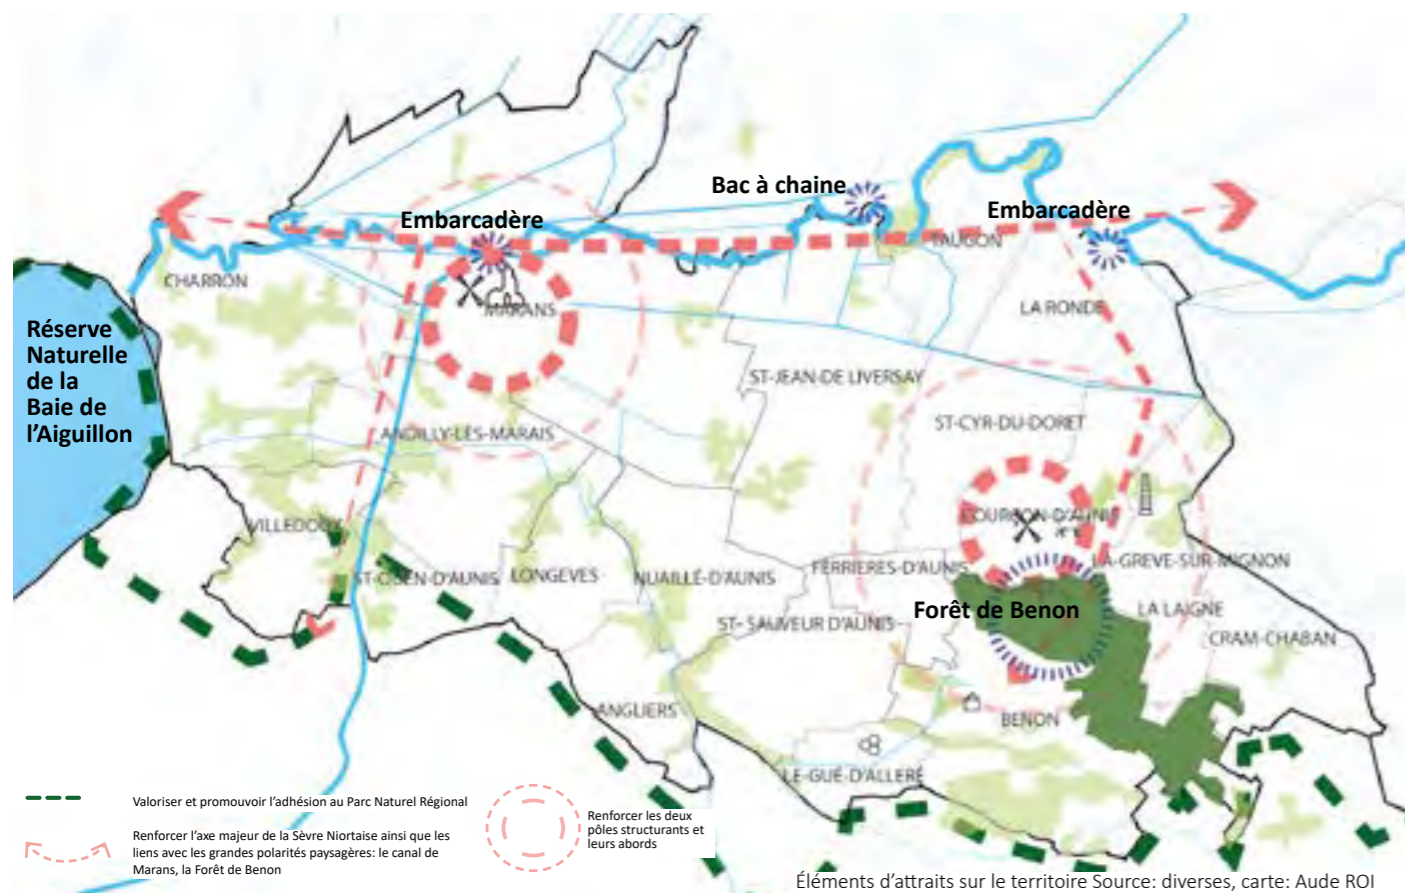 Bac à chaine
Embarcadère
Embarcadère
TAUGON
CHARRON
LA RONDE
MARANS
Réserve
Naturelle
de la
Baie de
l'Aiguillon
ST-JEAN-DE LIVERSAY
ST-CYR-DU-DORET
ANDILLY-LES-MARAIS
COURÇON-D'AUNIS
VILLEDOUX
LA-GREVE-SUR-MIGNON
FERRIERES-D'AUNIS
ST-OUEN-D'AUNIS
LONGEVES
NUAILLÉ-D'AUNIS
Forêt de Benon
LA LAIGNE
ST- SAUVEUR D'AUNIS
CRAM-CHABAN
ANGLIERS
BENON
LE-GUÉ-D'ALLERÉ
Valoriser et promouvoir l'adhésion au Parc Naturel Régional
Renforcer l'axe majeur de la Sèvre Niortaise ainsi que les
liens avec les grandes polarités paysagères: le canal de
Marans, la Forêt de Benon
Renforcer les deux
pôles structurants et
leurs abords
Éléments d'attraits sur le territoire Source: diverses, carte: Aude ROI